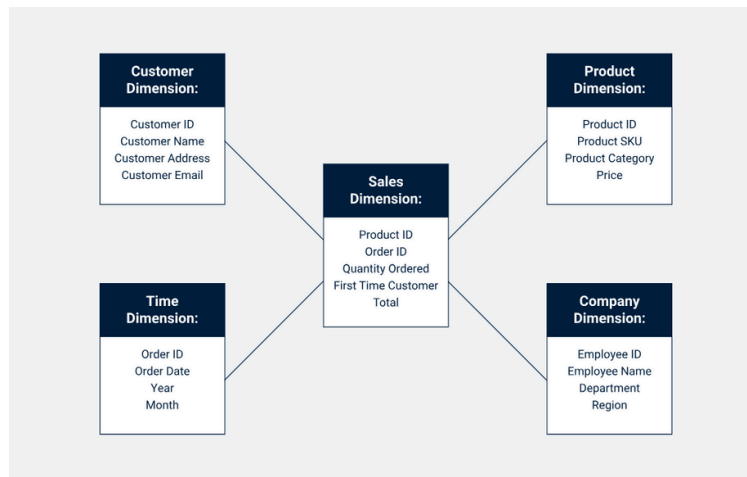 Customer
Dimension:
Customer ID
Customer Name
Customer Address
Customer Email
Product
Dimension:
Product ID
Product SKU
Product Category
Price
Sales
Dimension:
Product ID
Order ID
Quantity Ordered
First Time Customer
Total
Time
Dimension:
Order ID
Order Date
Year
Month
Company
Dimension:
Employee ID
Employee Name
Department
Region